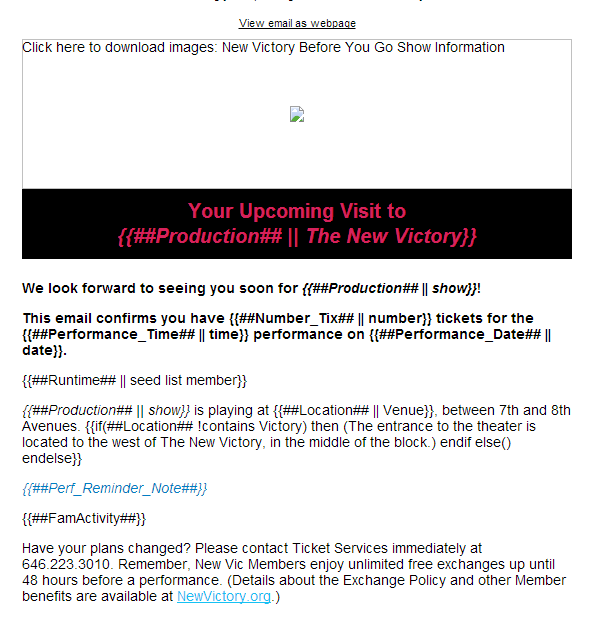 View email as webpage
Click here to download images: New Victory Before You Go Show Information
Your Upcoming Visit to
{{##Production## || The New Victory}}
We look forward to seeing you soon for {{##Production## || show}}!
This email confirms you have {{##Number_Tix## || number}} tickets for the
{{##Performance_Time## || time}} performance on {{##Performance_Date## ||
date}}.
{{##Runtime## || seed list member}}
{{##Production## || show}} is playing at {{##Location## || Venue}}, between 7th and 8th
Avenues. {{if(##Location## !contains Victory) then (The entrance to the theater is
located to the west of The New Victory, in the middle of the block.) endif else()
endelse}}
{{##Perf_Reminder_Note##}}
{{##FamActivity##}}
Have your plans changed? Please contact Ticket Services immediately at
646.223.3010. Remember, New Vic Members enjoy unlimited free exchanges up until
48 hours before a performance. (Details about the Exchange Policy and other Member
benefits are available at NewVictory.org.)